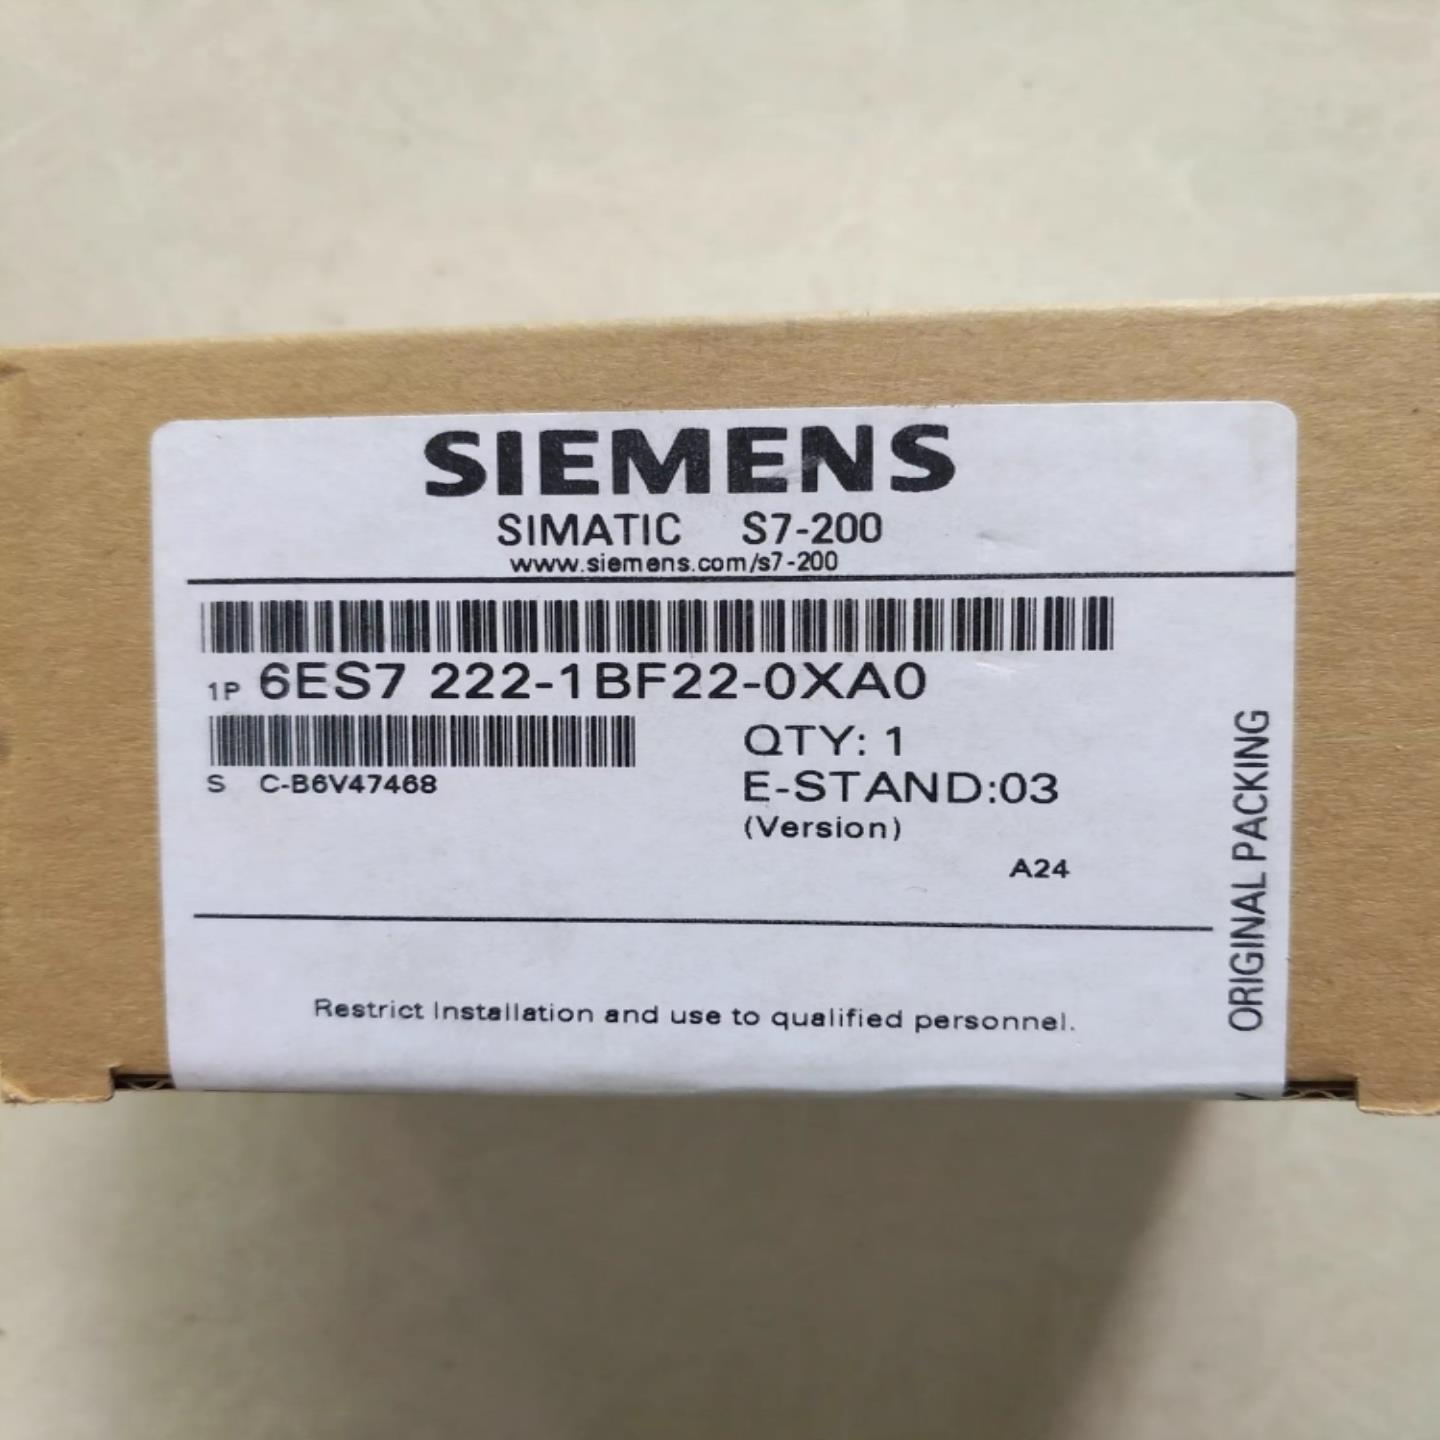 SIEMENS
SIMATIC S7-200
www.siemens.com/s7-200
1P 6ES7 222-1BF22-0XA0
S C-B6V47468
QTY: 1
E-STAND:03
(Version)
A24
ORIGINAL PACKING
Restrict Installation and use to qualified personnel.